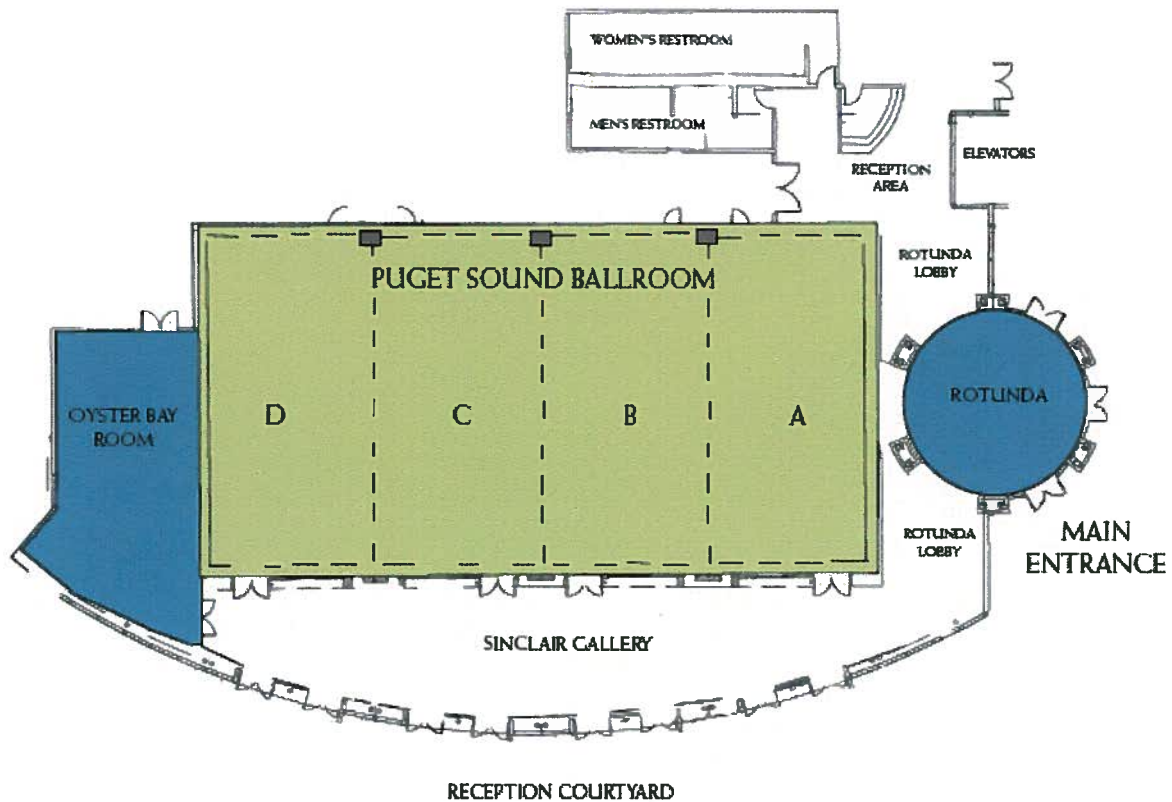 WOMEN'S RESTROOM
MEN'S RESTROOM
ELEVATORS
RECEPTION
AREA
ROTUNDA
LOBBY
PUGET SOUND BALLROOM
ROTUNDA
OYSTER BAY
ROOM
D
C
B
A
ROTUNDA
LOBBY
MAIN
ENTRANCE
SINCLAIR GALLERY
RECEPTION COURTYARD